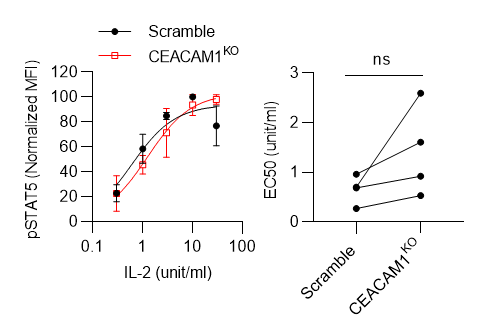 Scramble
CEACAM1KO
pSTAT5 (Normalized MFI)
120
100
80
60
40
20
0
0.1
1
10
100
IL-2 (unit/ml)
ns
EC50 (unit/ml)
3
2
1
0
Scramble
CEACAM1KO